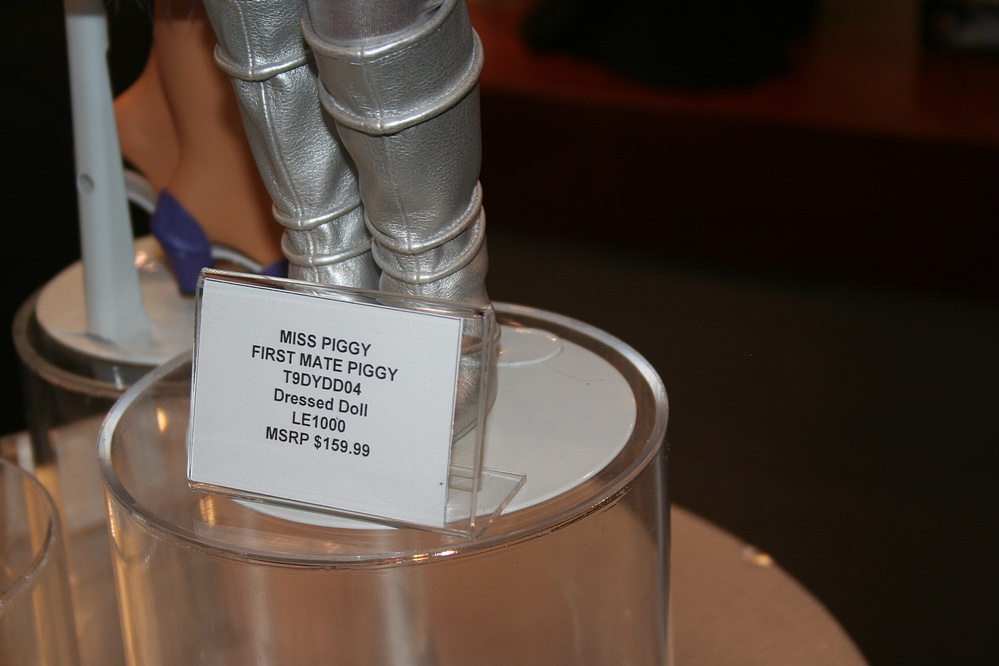 MISS PIGGY
FIRST MATE PIGGY
T9DYDD04
Dressed Doll
LE1000
MSRP $159.99